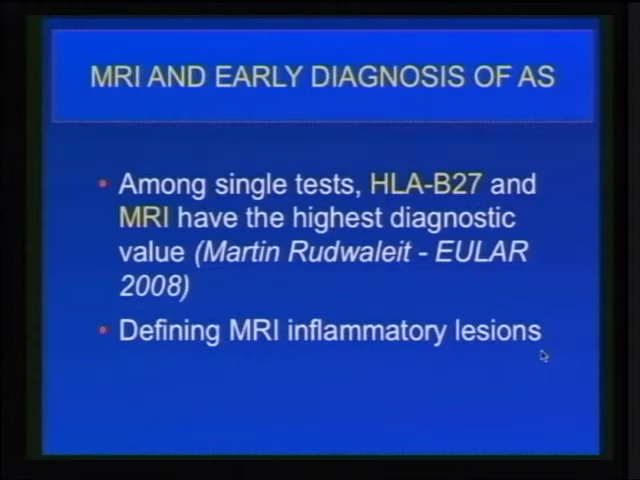 MRI AND EARLY DIAGNOSIS OF AS
• Among single tests, HLA-B27 and
MRI have the highest diagnostic
value (Martin Rudwaleit - EULAR
2008)
• Defining MRI inflammatory lesions